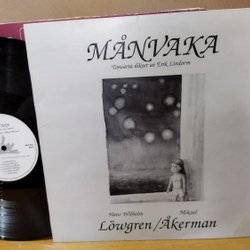 MÅNVAKA
Tonsatta dikter av Erik Lindorm
Hans Wilhelm
Mikael
Löwgren/Åkerman